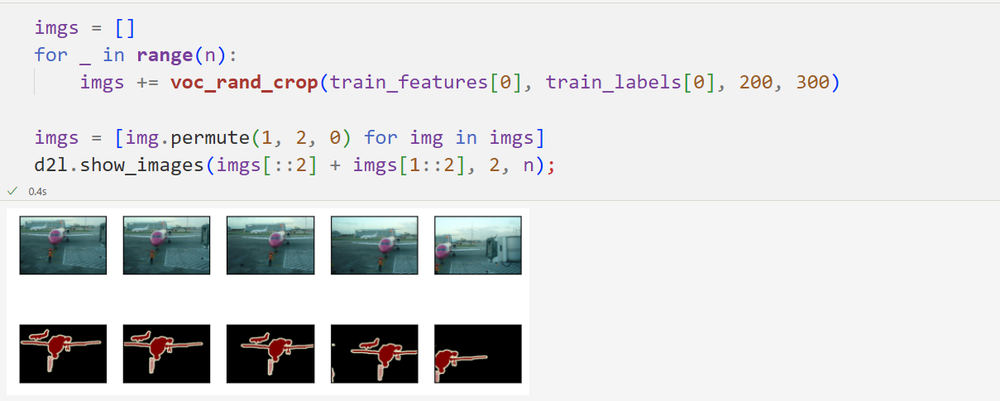 imgs = []
for _ in range(n):
    imgs += voc_rand_crop(train_features[0], train_labels[0], 200, 300)
imgs = [img.permute(1, 2, 0) for img in imgs]
d2l.show_images(imgs[::2] + imgs[1::2], 2, n);
0.4s